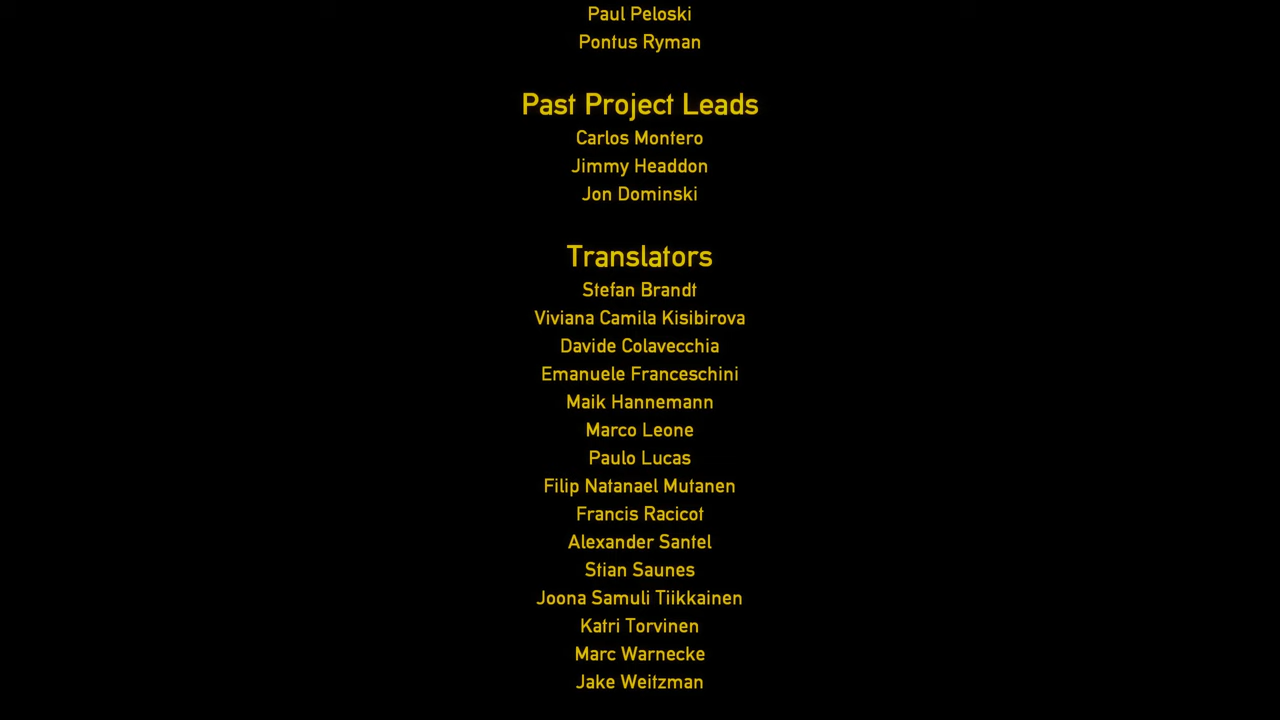 Paul Peloski
Pontus Ryman
Past Project Leads
Carlos Montero
Jimmy Headdon
Jon Dominski
Translators
Stefan Brandt
Viviana Camila Kisibirova
Davide Colavecchia
Emanuele Franceschini
Maik Hannemann
Marco Leone
Paulo Lucas
Filip Natanael Mutanen
Francis Racicot
Alexander Santel
Stian Saunes
Joona Samuli Tiikkainen
Katri Torvinen
Marc Warnecke
Jake Weitzman